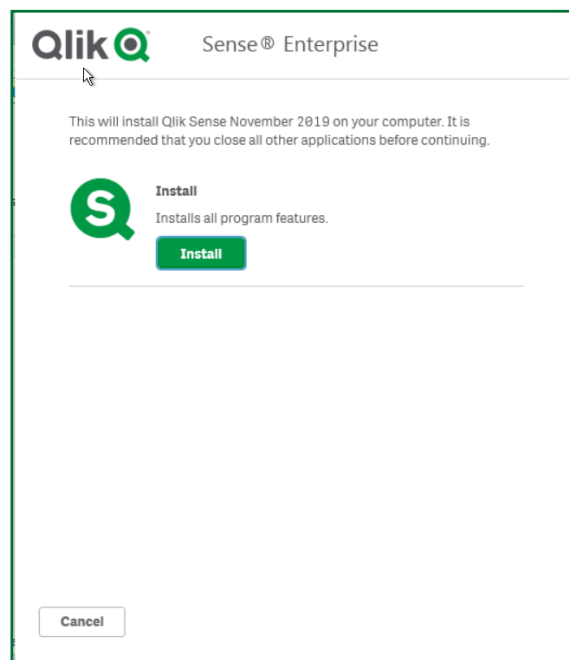 Qlik Sense® Enterprise
This will install Qlik Sense November 2019 on your computer. It is
recommended that you close all other applications before continuing.
Install
Installs all program features.
Install
Cancel